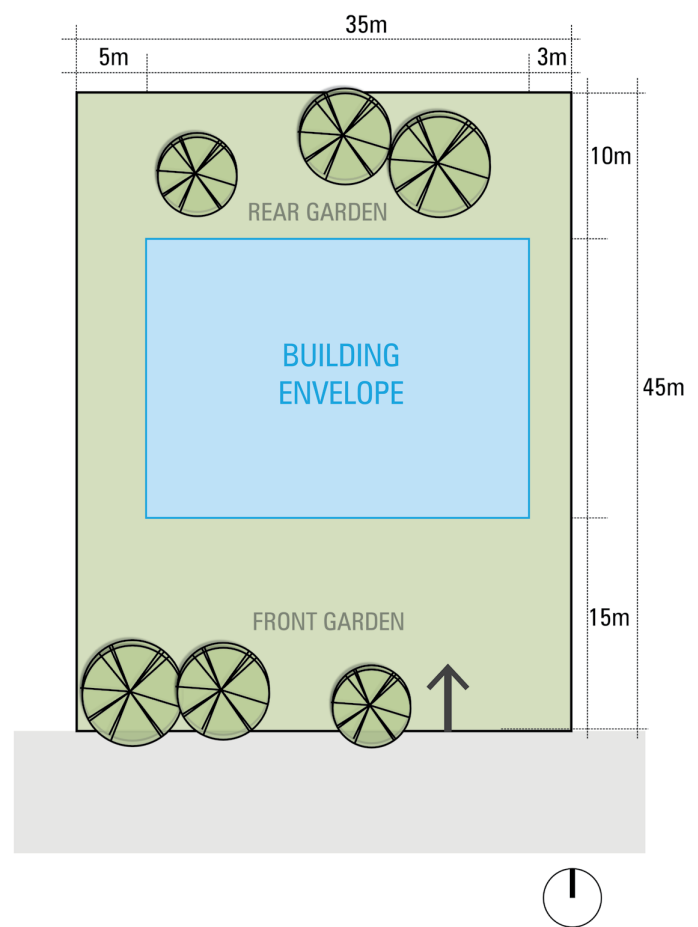 35m
5m
3m
10m
REAR GARDEN
BUILDING
ENVELOPE
45m
FRONT GARDEN
15m